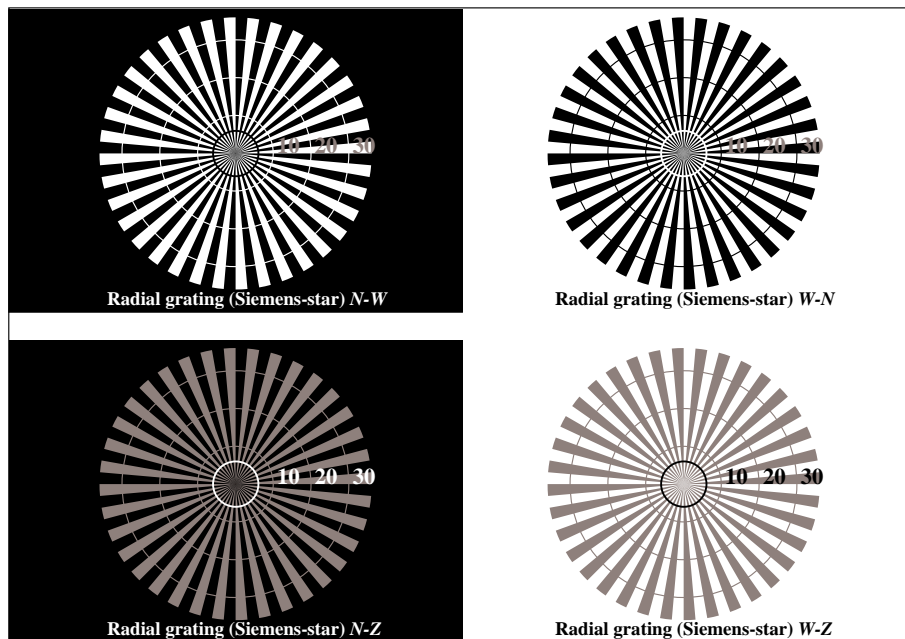 10 20 30
Radial grating (Siemens-star) N-W
10 20 30
Radial grating (Siemens-star) W-N
10 20 30
Radial grating (Siemens-star) N-Z
10 20 30
Radial grating (Siemens-star) W-Z